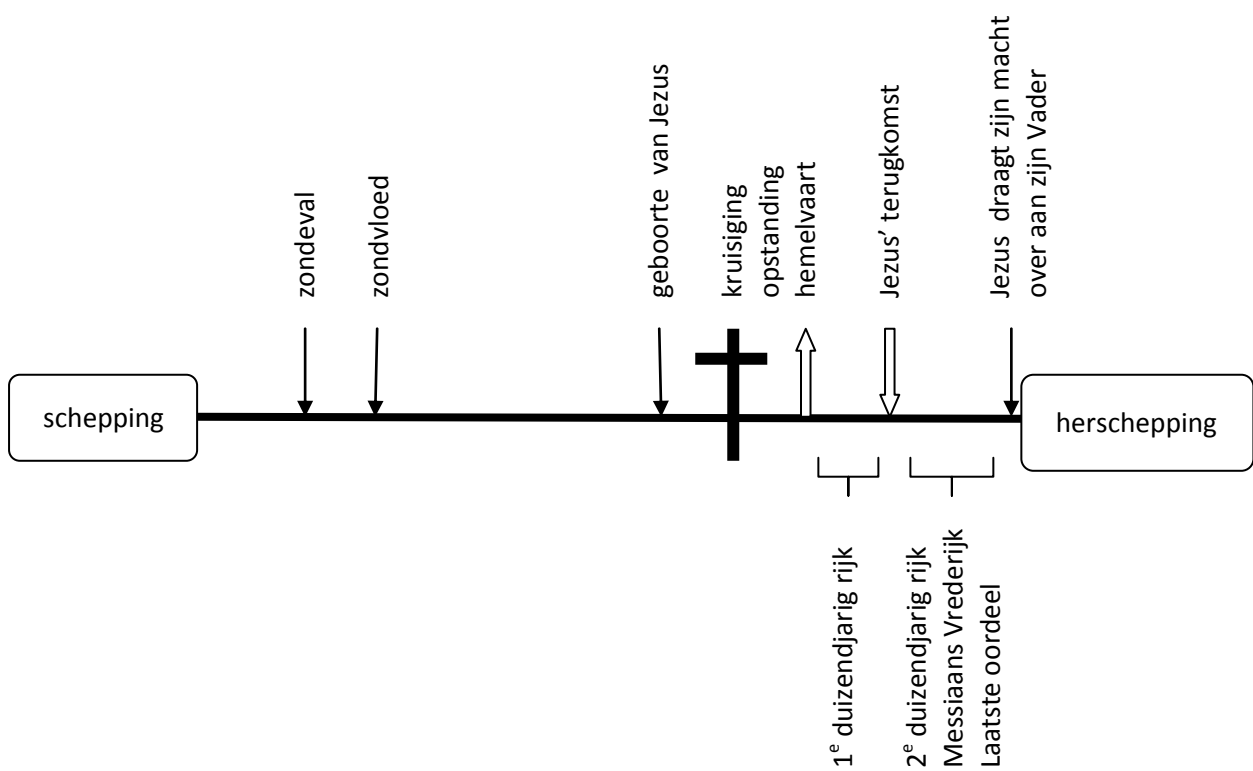 schepping
zondeval
zondvloed
geboorte van Jezus
kruisiging
opstanding
hemelvaart
Jezus’ terugkomst
Jezus draagt zijn macht
over aan zijn Vader
herschepping
1e duizendjarig rijk
2e duizendjarig rijk
Messiaans Vrederijk
Laatste oordeel